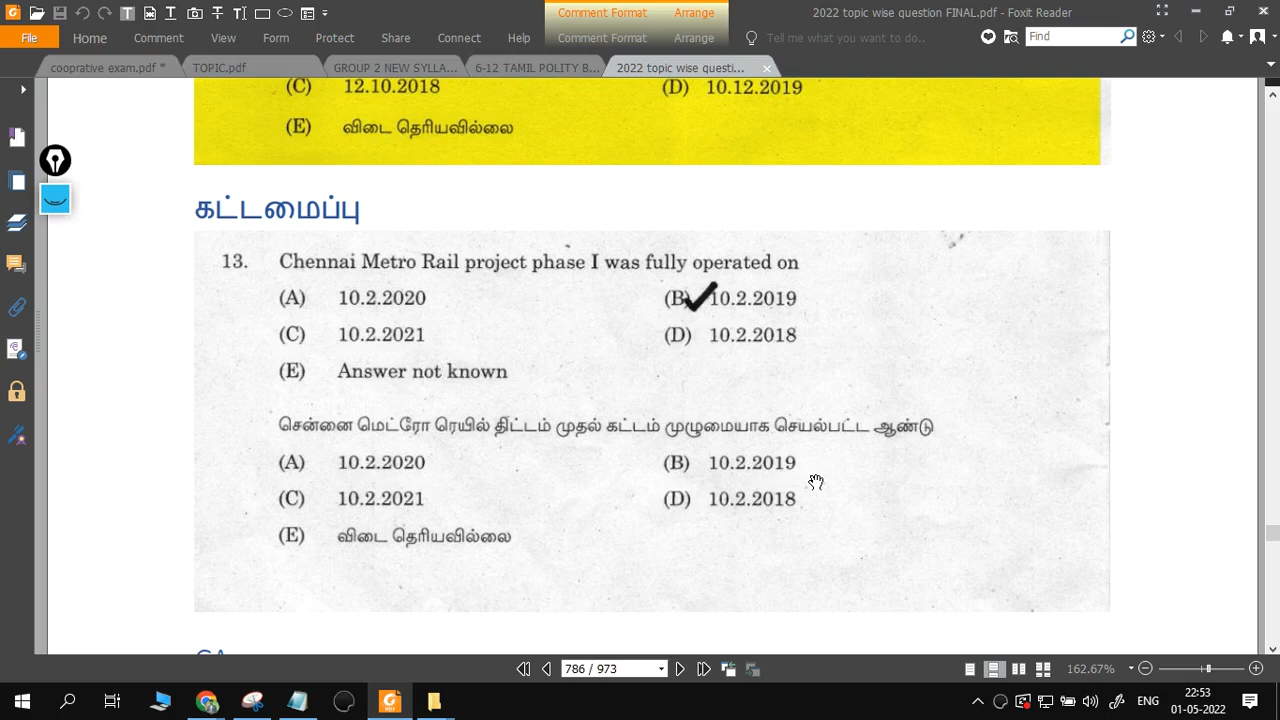 2022 topic wise question FINAL.pdf - Foxit Reader
Comment Format Arrange
File Home Comment View Form Protect Share Connect Help Comment Format Arrange Tell me what you want to do.. Find
cooprative exam.pdf * TOPIC.pdf GROUP 2 NEW SYLLA... 6-12 TAMIL POLITY B... 2022 topic wise questi...
(C) 12.10.2018 (D) 10.12.2019
(E) விடை தெரியவில்லை
கட்டமைப்பு
13. Chennai Metro Rail project phase I was fully operated on
(A) 10.2.2020 (B) 10.2.2019
(C) 10.2.2021 (D) 10.2.2018
(E) Answer not known
சென்னை மெட்ரோ ரெயில் திட்டம் முதல் கட்டம் முழுமையாக செயல்பட்ட ஆண்டு
(A) 10.2.2020 (B) 10.2.2019
(C) 10.2.2021 (D) 10.2.2018
(E) விடை தெரியவில்லை
786 / 973 162.67%
ENG 22:53
01-05-2022